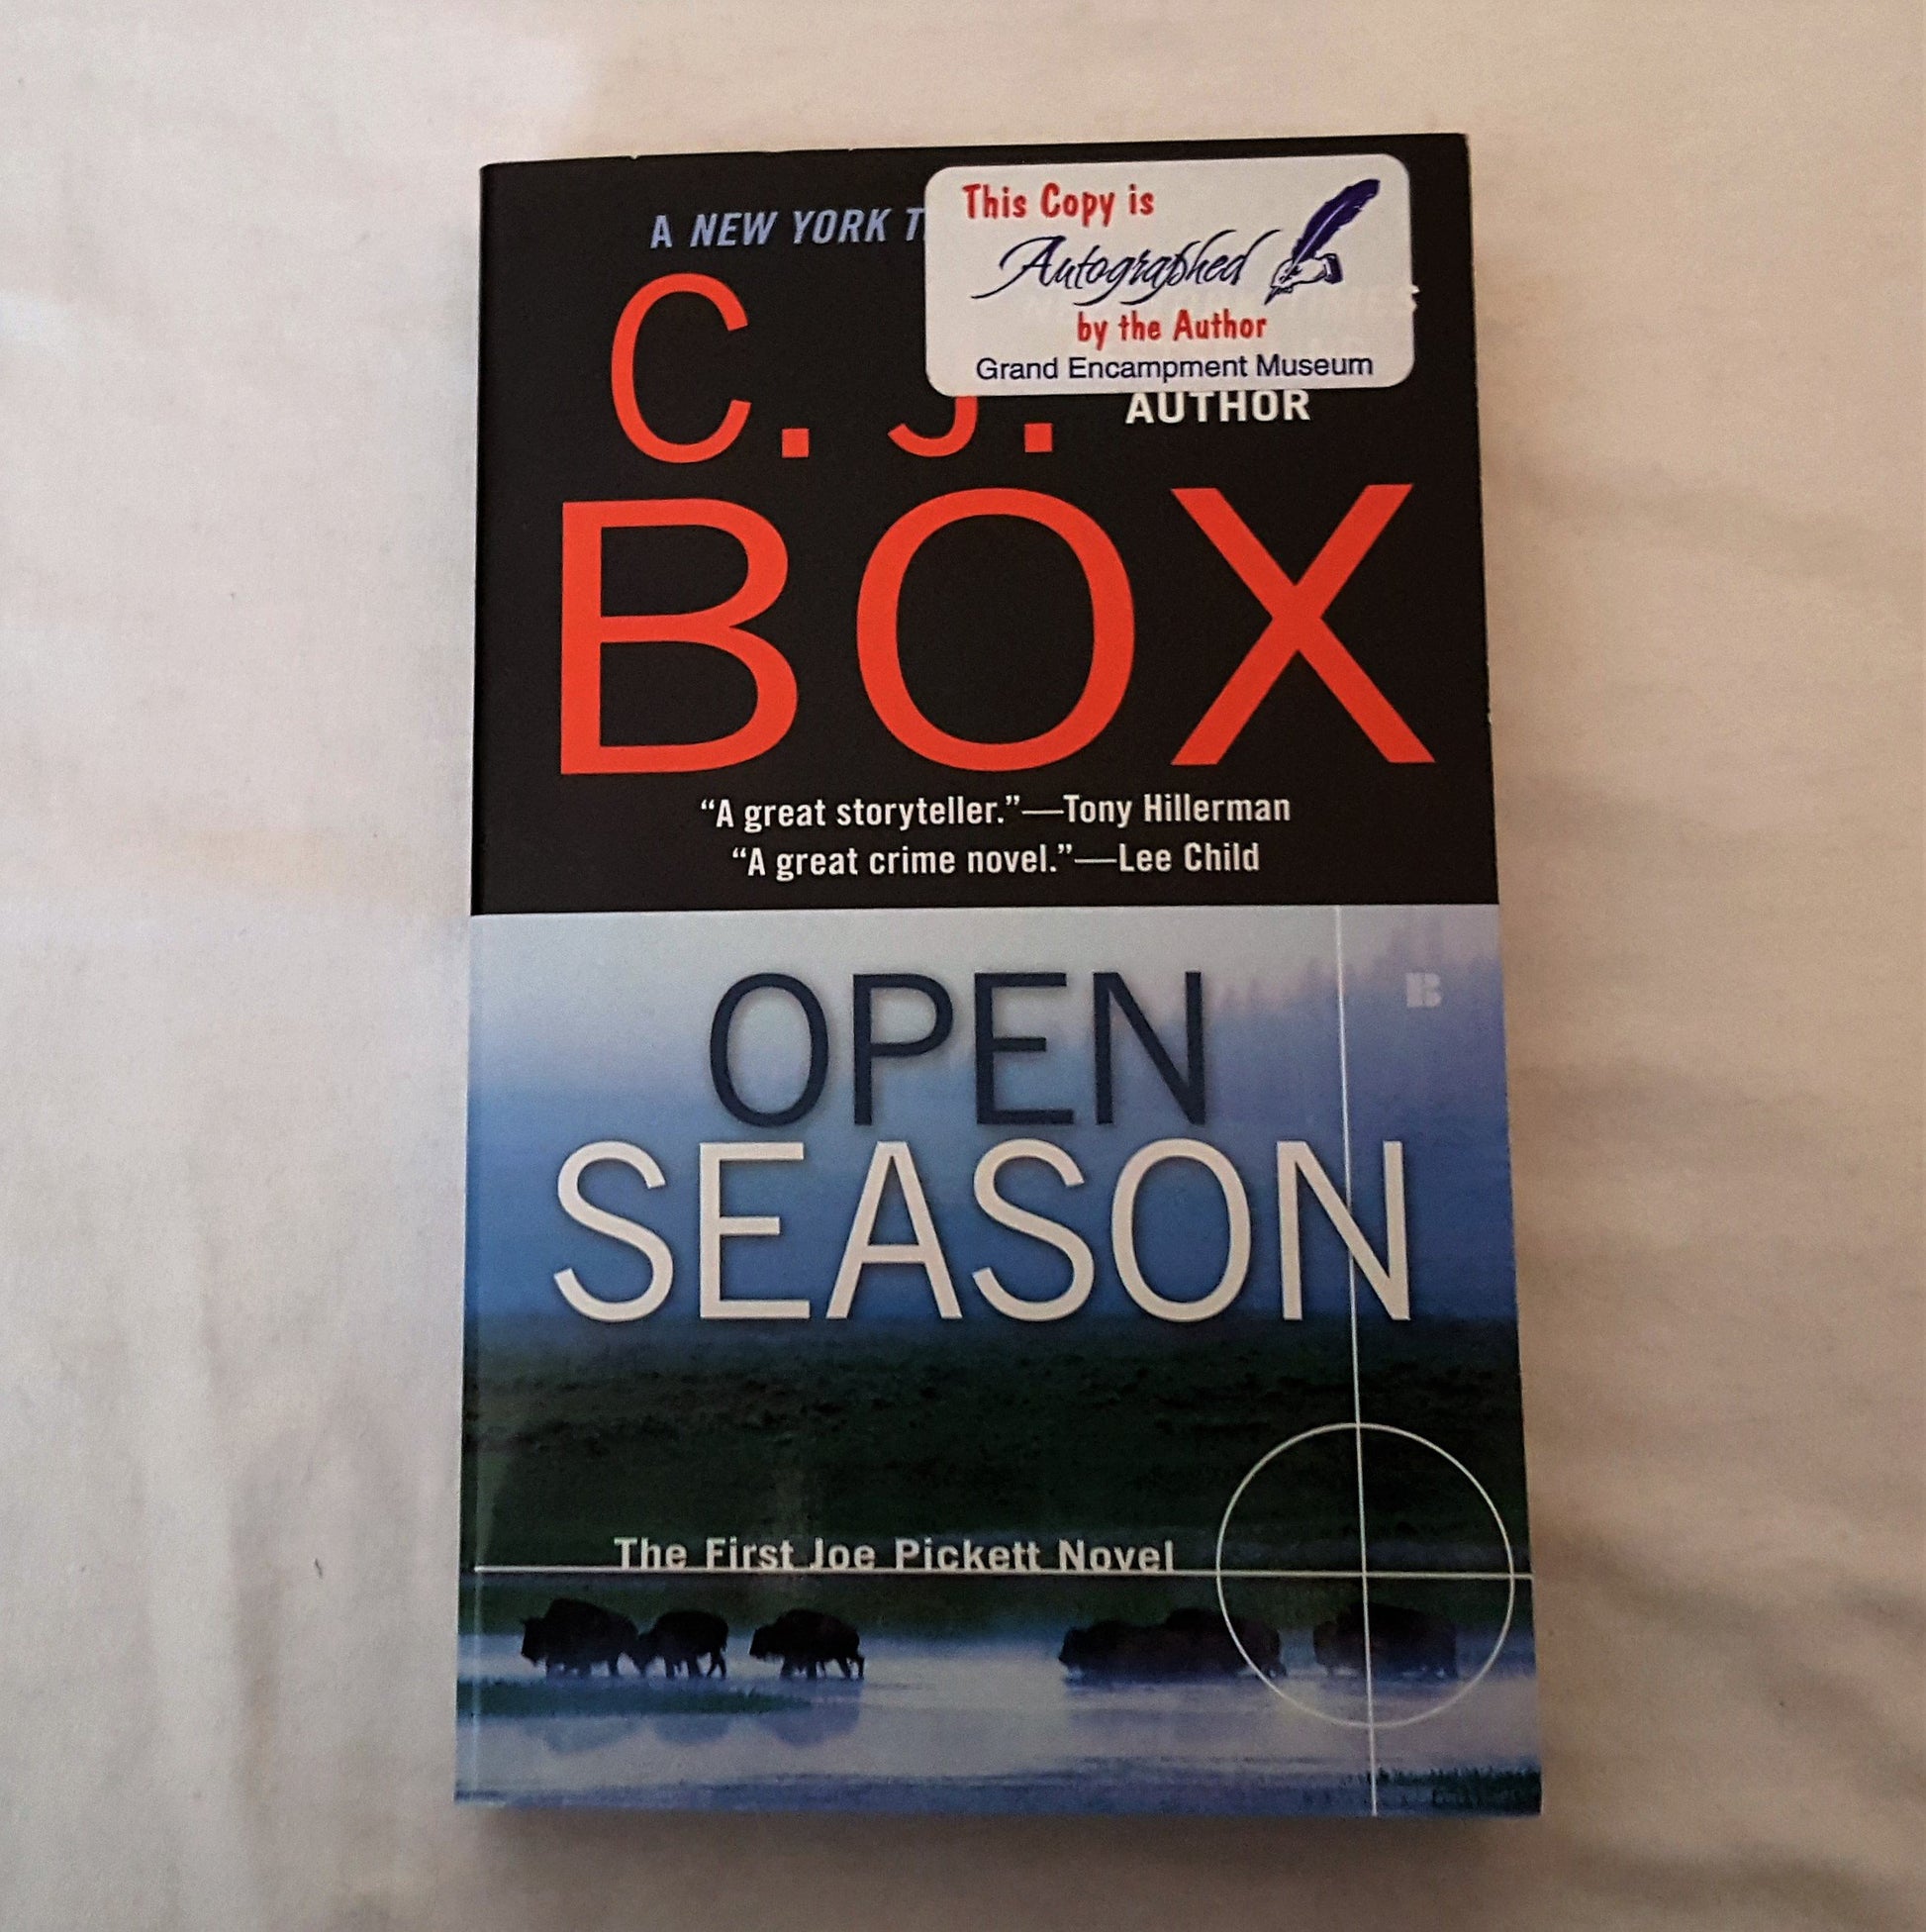 A NEW YORK
This Copy is
Autographed
by the Author
Grand Encampment Museum
C. J.
AUTHOR
BOX
“A great storyteller.”—Tony Hillerman
“A great crime novel.”—Lee Child
B
OPEN
SEASON
The First Joe Pickett Novel